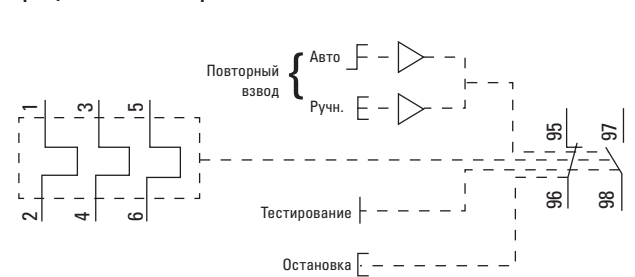 Повторный взвод
Авто
Ручн.
1 3 5
2 4 6
95 97
96 98
Тестирование
Остановка